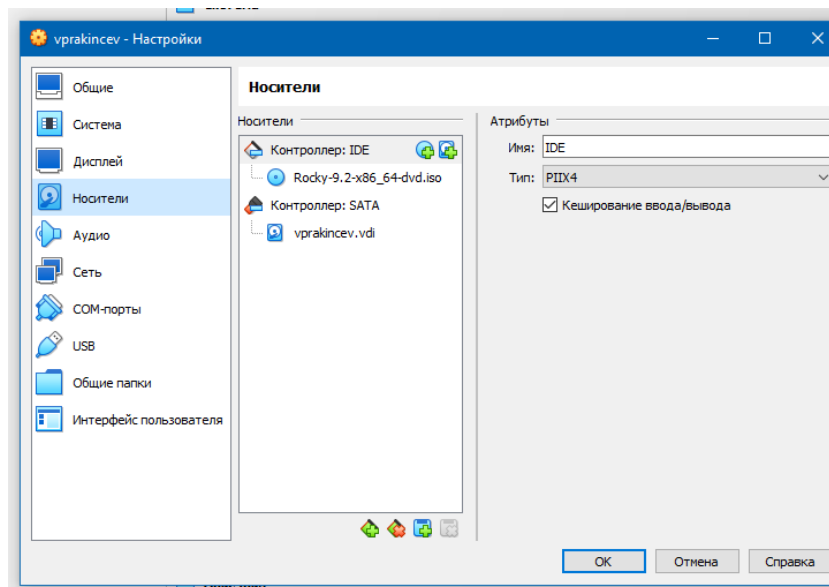 vprakincev - Настройки
Общие
Система
Дисплей
Носители
Аудио
Сеть
COM-порты
USB
Общие папки
Интерфейс пользователя
Носители
Носители
Контроллер: IDE
Rocky-9.2-x86_64-dvd.iso
Контроллер: SATA
vprakincev.vdi
Атрибуты
Имя: IDE
Тип: PIIX4
Кеширование ввода/вывода
OK Отмена Справка